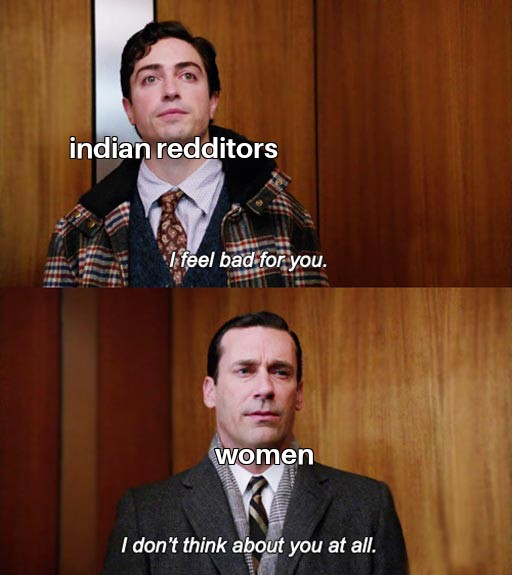 indian redditors
I feel bad for you.
women
I don't think about you at all.